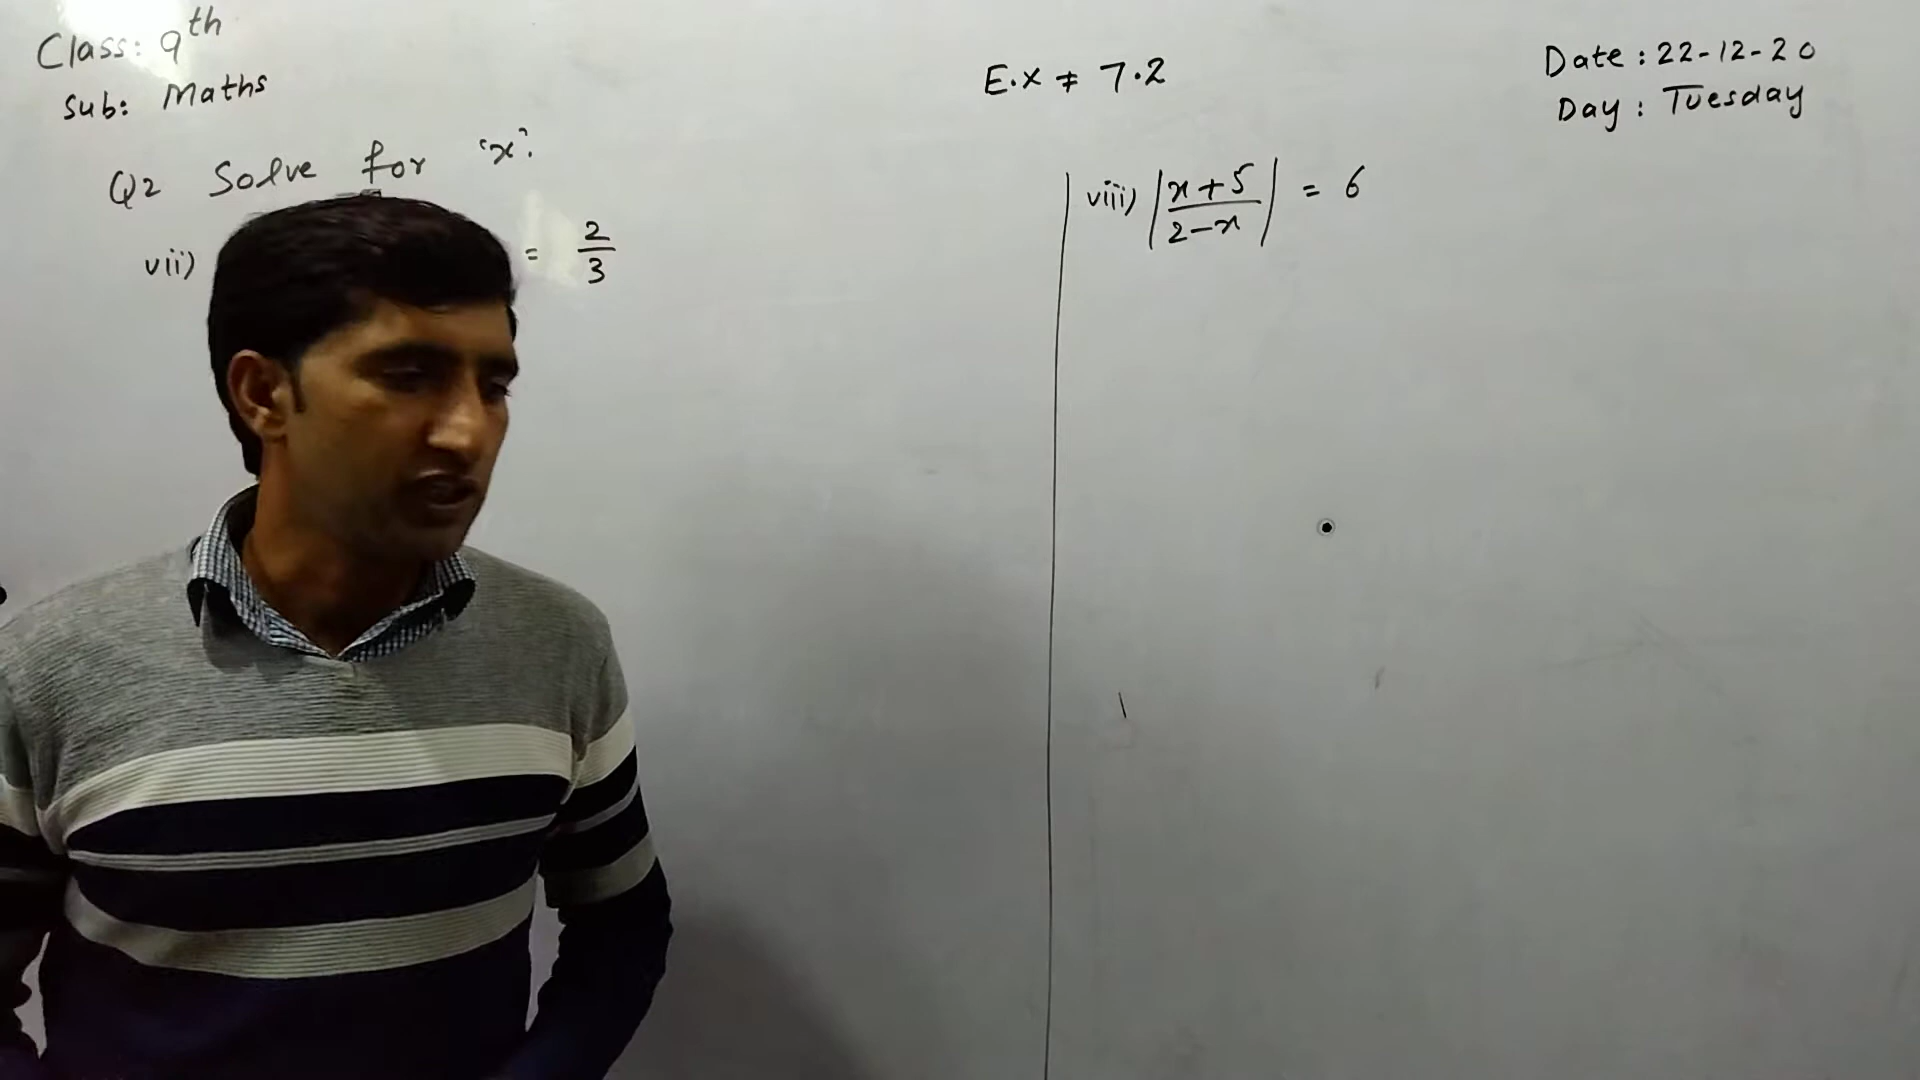 Class: 9th
Sub: Maths
E.x # 7.2
Date: 22-12-20
Day: Tuesday
Q2 Solve for 'x'.
vii) = 2/3
viii) |x+5/2-x| = 6